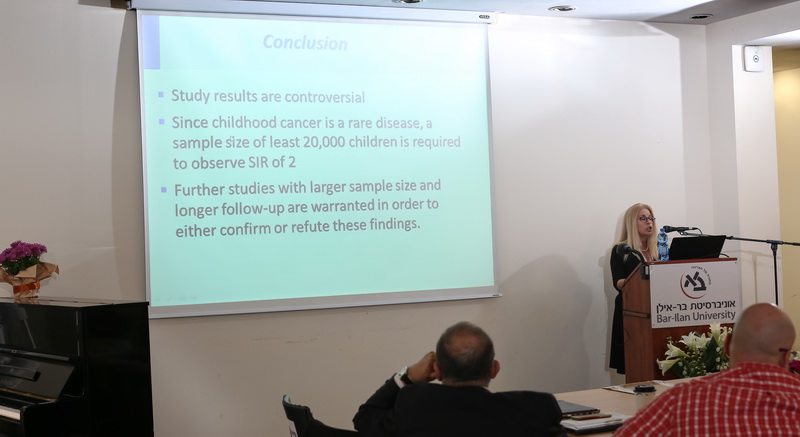 Conclusion
Study results are controversial
Since childhood cancer is a rare disease, a
sample size of least 20,000 children is required
to observe SIR of 2
Further studies with larger sample size and
longer follow-up are warranted in order to
either confirm or refute these findings.
אוניברסיטת בר-אילן
Bar-Ilan University